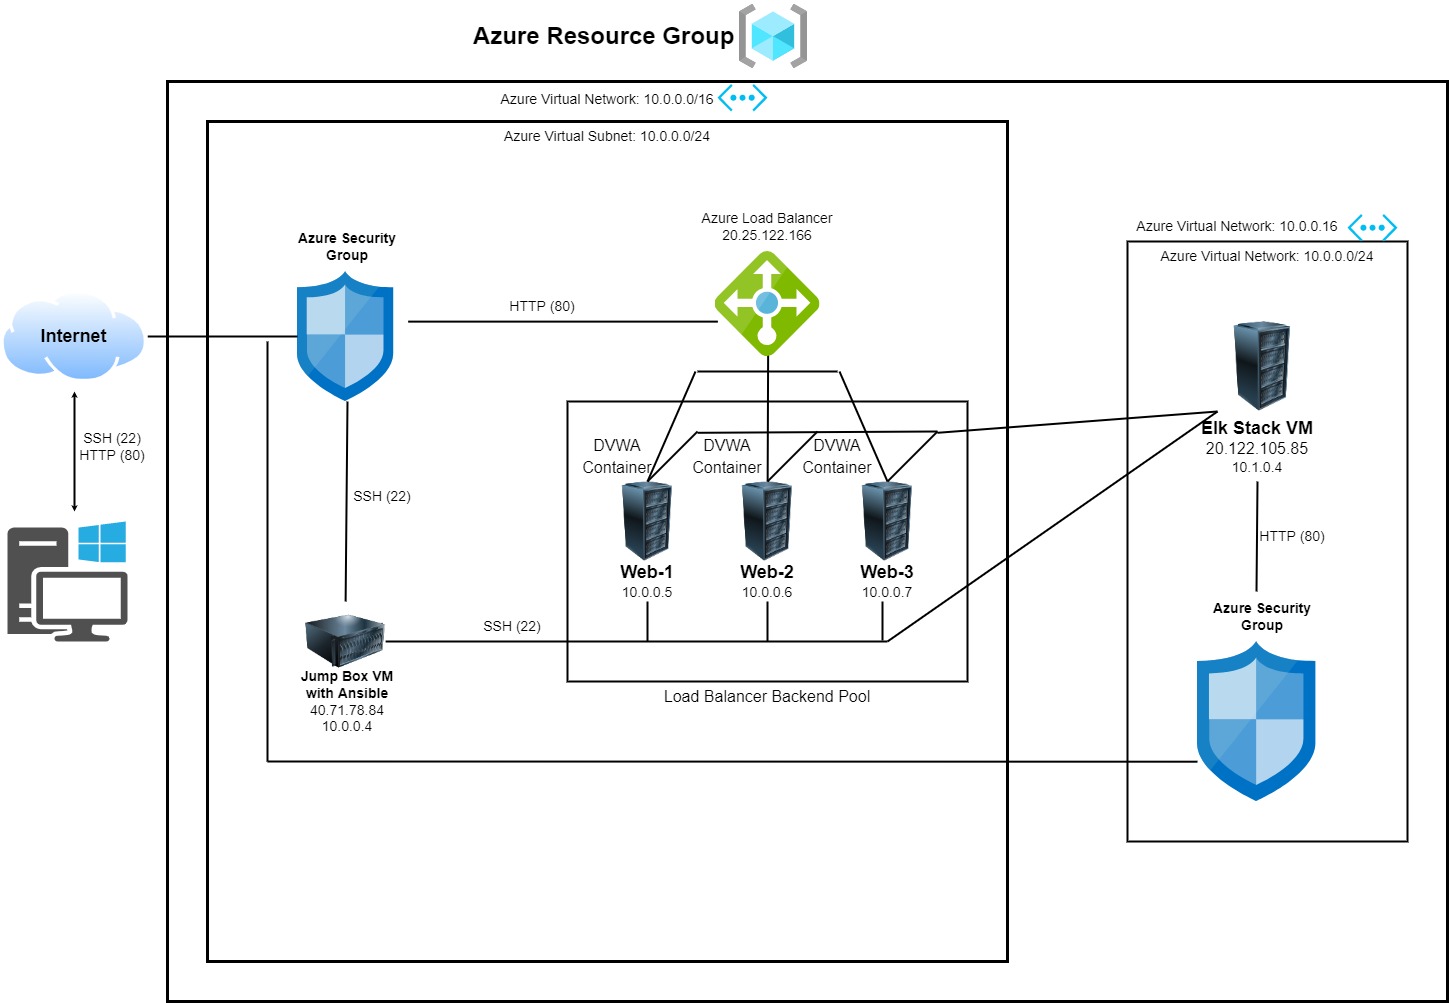 Azure Resource Group
Azure Virtual Network: 10.0.0.0/16
Azure Virtual Subnet: 10.0.0.0/24
Azure Security
Group
HTTP (80)
Azure Load Balancer
20.25.122.166
Azure Virtual Network: 10.0.0.16
Azure Virtual Network: 10.0.0.0/24
Internet
SSH (22)
HTTP (80)
SSH (22)
DVWA
Container
DVWA
Container
DVWA
Container
Web-1
10.0.0.5
Web-2
10.0.0.6
Web-3
10.0.0.7
Elk Stack VM
20.122.105.85
10.1.0.4
HTTP (80)
Azure Security
Group
SSH (22)
Jump Box VM
with Ansible
40.71.78.84
10.0.0.4
Load Balancer Backend Pool